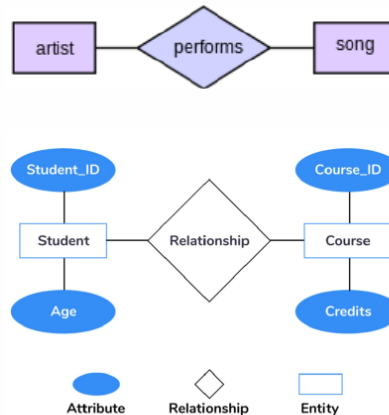 artist performs song
Student_ID Course_ID
Student Relationship Course
Age Credits
Attribute Relationship Entity